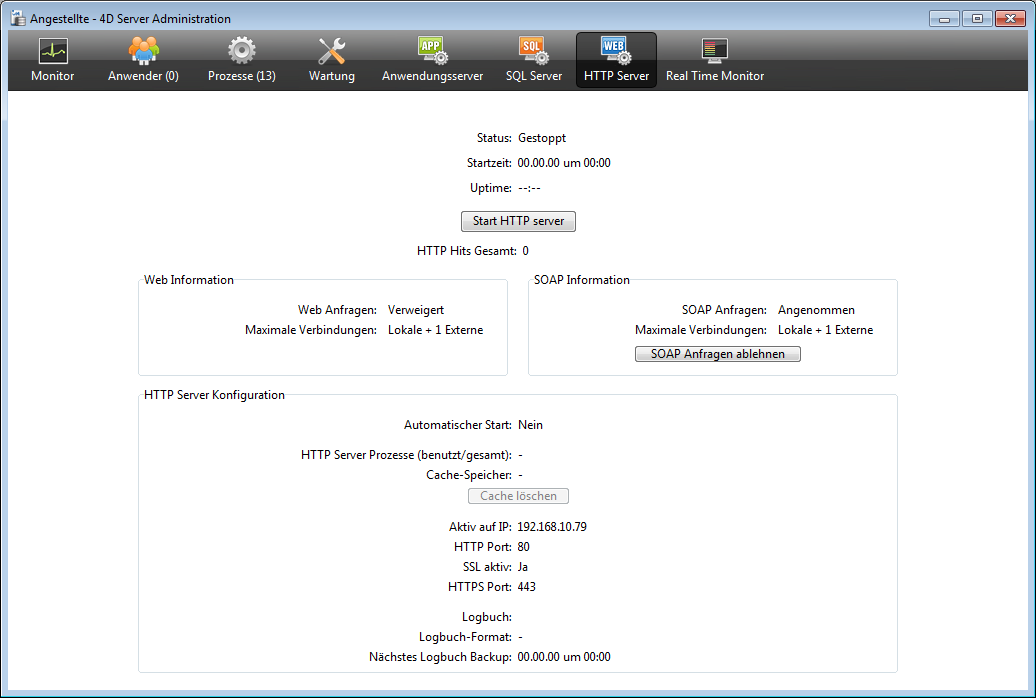 Angestellte - 4D Server Administration
Monitor
Anwender (0)
Prozesse (13)
Wartung
APP
Anwendungsserver
SQL
SQL Server
WEB
HTTP Server
Real Time Monitor
Status: Gestoppt
Startzeit: 00.00.00 um 00:00
Uptime: --:--
Start HTTP server
HTTP Hits Gesamt: 0
Web Information
Web Anfragen: Verweigert
Maximale Verbindungen: Lokale + 1 Externe
SOAP Information
SOAP Anfragen: Angenommen
Maximale Verbindungen: Lokale + 1 Externe
SOAP Anfragen ablehnen
HTTP Server Konfiguration
Automatischer Start: Nein
HTTP Server Prozesse (benutzt/gesamt): -
Cache-Speicher: -
Cache löschen
Aktiv auf IP: 192.168.10.79
HTTP Port: 80
SSL aktiv: Ja
HTTPS Port: 443
Logbuch:
Logbuch-Format: -
Nächstes Logbuch Backup: 00.00.00 um 00:00